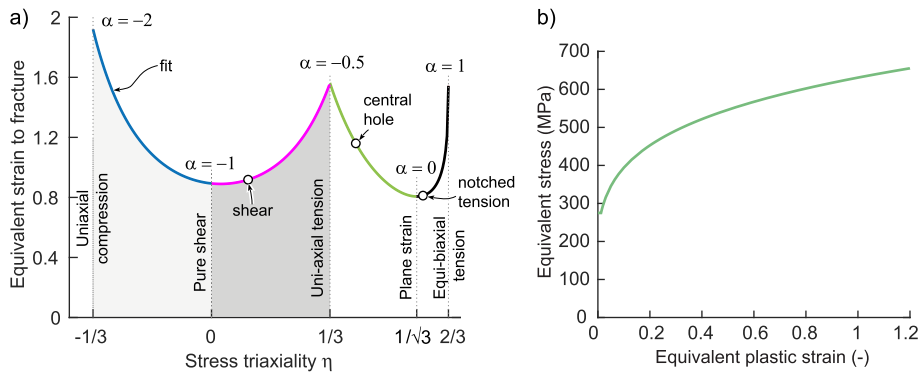 a)
Equivalent strain to fracture
2
1.6
1.2
0.8
0.4
0
α = −2
fit
α = −1
shear
α = −0.5
central
hole
α = 0
α = 1
notched
tension
Uniaxial
compression
Pure shear
Uni-axial tension
Plane strain
Equi-biaxial
tension
-1/3
0
1/3
1/√3
2/3
Stress triaxiality η
b)
Equivalent stress (MPa)
700
600
500
400
300
200
100
0
0
0.2
0.4
0.6
0.8
1.0
1.2
Equivalent plastic strain (-)